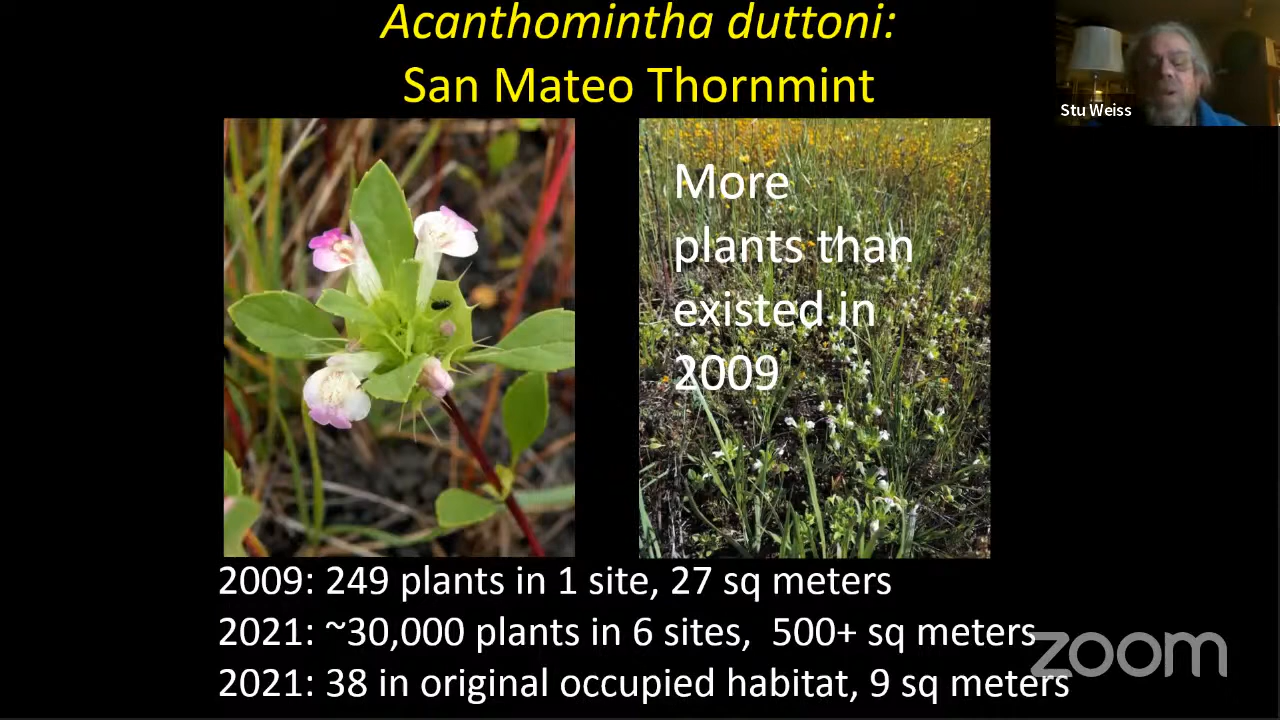 Acanthomintha duttoni:
San Mateo Thornmint
Stu Weiss
More
plants than
existed in
2009
2009: 249 plants in 1 site, 27 sq meters
2021: ~30,000 plants in 6 sites, 500+ sq meters
2021: 38 in original occupied habitat, 9 sq meters
zoom